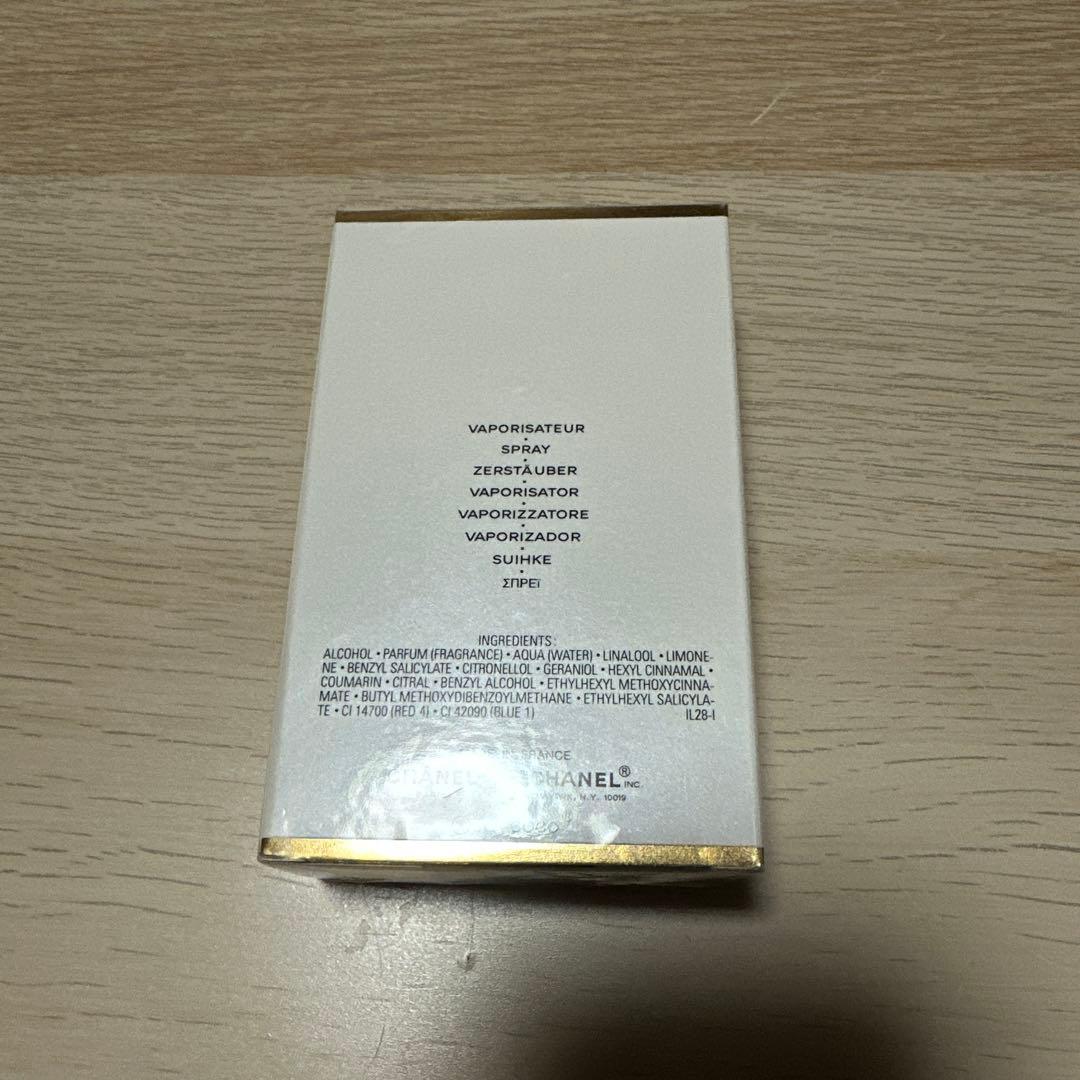 VAPORISATEUR
•
SPRAY
•
ZERSTÄUBER
•
VAPORISATOR
•
VAPORIZZATORE
•
VAPORIZADOR
•
SUIHKE
•
ΣΠΡΕϊ
INGREDIENTS:
ALCOHOL • PARFUM (FRAGRANCE) • AQUA (WATER) • LINALOOL • LIMONE-
NE • BENZYL SALICYLATE • CITRONELLOL • GERANIOL • HEXYL CINNAMAL •
COUMARIN • CITRAL • BENZYL ALCOHOL • ETHYLHEXYL METHOXYCINNA-
MATE • BUTYL METHOXYDIBENZOYLMETHANE • ETHYLHEXYL SALICYLA-
TE • CI 14700 (RED 4) • CI 42090 (BLUE 1) IL28-I
FRANCE
CHANEL CHANEL® INC.
N.Y. 10019